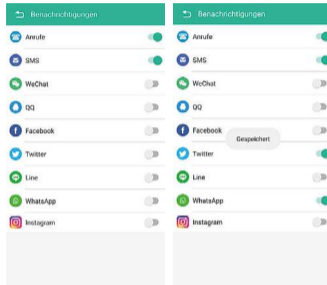 Benachrichtigungen
Anrufe
SMS
WeChat
QQ
Facebook
Twitter
Line
WhatsApp
Instagram
Benachrichtigungen
Anrufe
SMS
WeChat
QQ
Facebook
Gespeichert
Twitter
Line
WhatsApp
Instagram